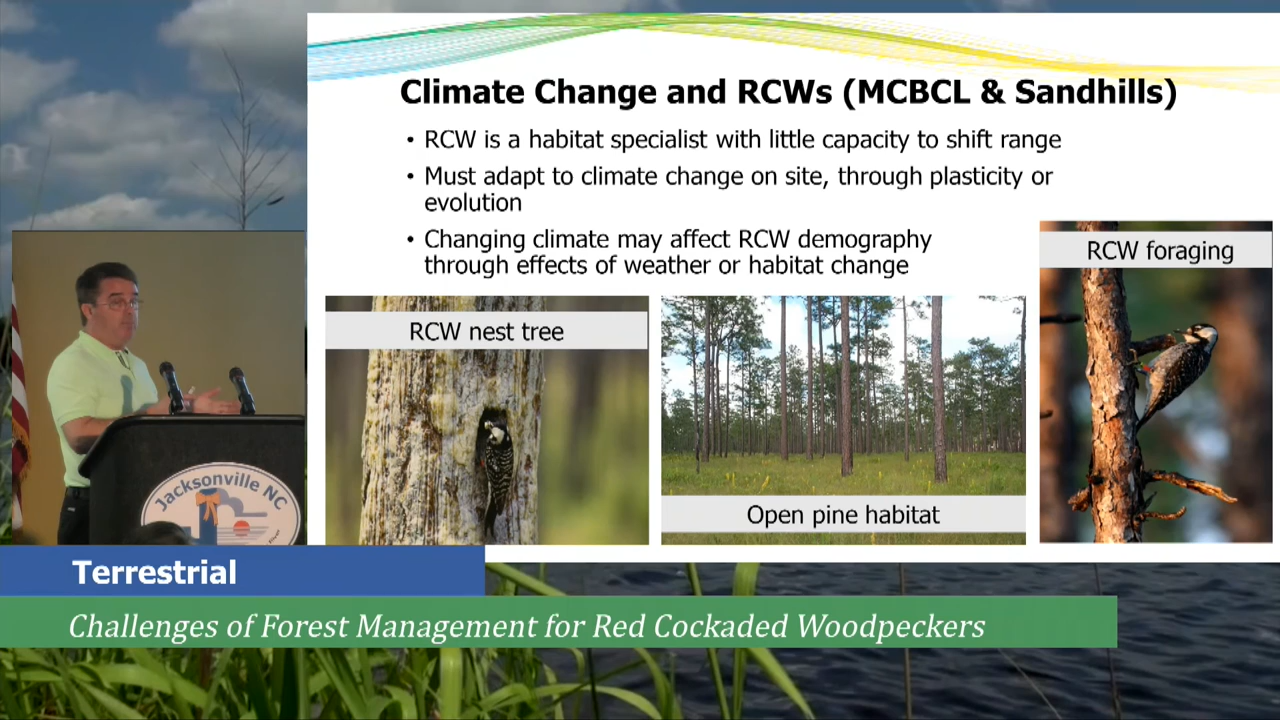 Climate Change and RCWs (MCBCL & Sandhills)
• RCW is a habitat specialist with little capacity to shift range
• Must adapt to climate change on site, through plasticity or
evolution
• Changing climate may affect RCW demography
through effects of weather or habitat change
RCW foraging
RCW nest tree
Open pine habitat
Jacksonville NC
Terrestrial
Challenges of Forest Management for Red Cockaded Woodpeckers